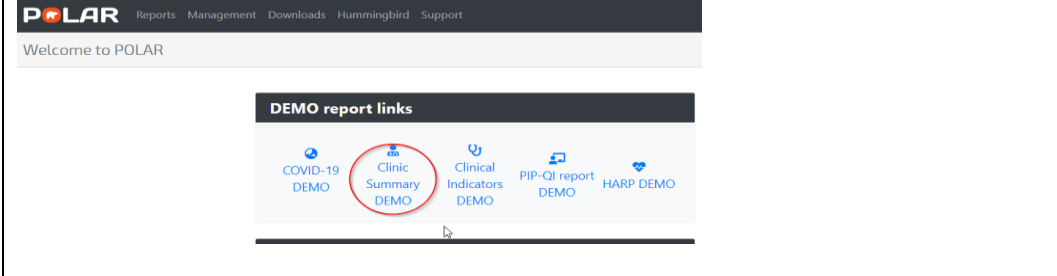 POLAR Reports Management Downloads Hummingbird Support
Welcome to POLAR
DEMO report links
COVID-19 DEMO
Clinic Summary DEMO
Clinical Indicators DEMO
PIP-QI report DEMO
HARP DEMO